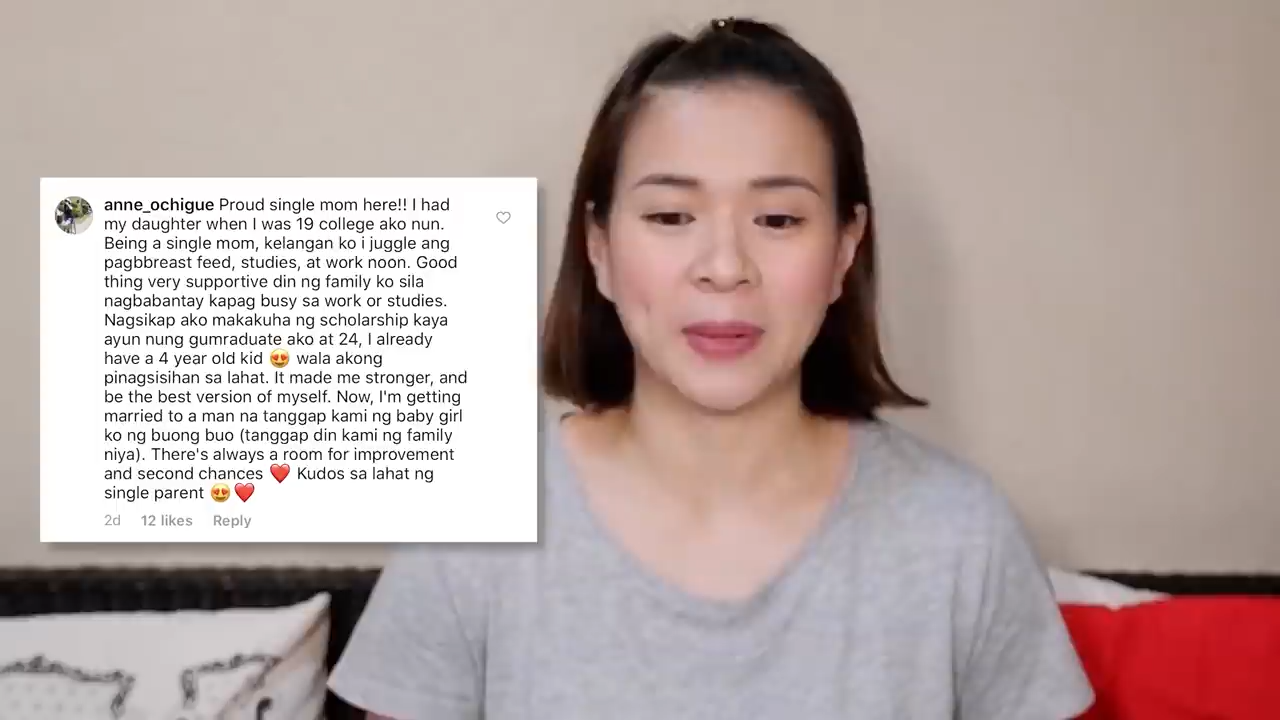 anne_ochigue Proud single mom here!! I had
my daughter when I was 19 college ako nun.
Being a single mom, kelangan ko i juggle ang
pagbbreast feed, studies, at work noon. Good
thing very supportive din ng family ko sila
nagbabantay kapag busy sa work or studies.
Nagsikap ako makakuha ng scholarship kaya
ayun nung gumraduate ako at 24, I already
have a 4 year old kid 😍 wala akong
pinagsisihan sa lahat. It made me stronger, and
be the best version of myself. Now, I'm getting
married to a man na tanggap kami ng baby girl
ko ng buong buo (tanggap din kami ng family
niya). There's always a room for improvement
and second chances ❤️ Kudos sa lahat ng
single parent 😍❤️
2d 12 likes Reply